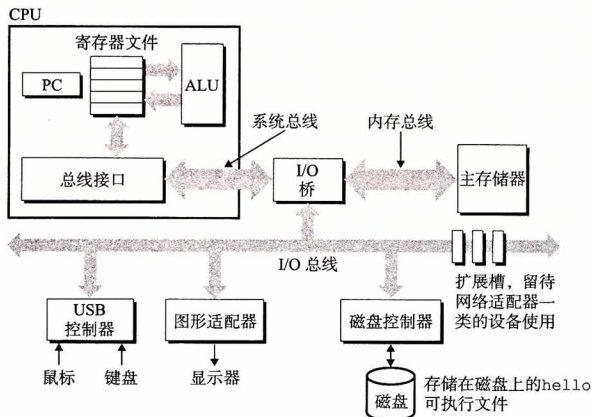 CPU
寄存器文件
PC
ALU
系统总线
内存总线
总线接口
I/O
桥
主存储器
I/O 总线
扩展槽，留待
网络适配器一
类的设备使用
USB
控制器
图形适配器
磁盘控制器
鼠标
键盘
显示器
磁盘
存储在磁盘上的hello
可执行文件